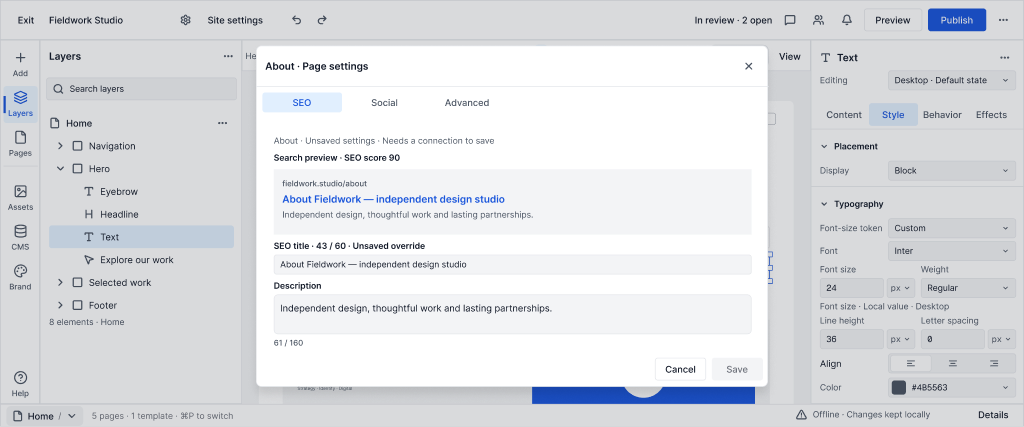 Exit Fieldwork Studio Site settings In review · 2 open Preview Publish
Add
Layers
Pages
Assets
CMS
Brand
Help
Layers
Search layers
Home
Navigation
Hero
Eyebrow
Headline
Text
Explore our work
Selected work
Footer
8 elements · Home
View
About · Page settings
SEO Social Advanced
About · Unsaved settings · Needs a connection to save
Search preview · SEO score 90
fieldwork.studio/about
About Fieldwork — independent design studio
Independent design, thoughtful work and lasting partnerships.
SEO title · 43 / 60 · Unsaved override
About Fieldwork — independent design studio
Description
Independent design, thoughtful work and lasting partnerships.
61 / 160
Cancel Save
Strategy · Identity · Digital
Text
Editing Desktop · Default state
Content Style Behavior Effects
Placement
Display Block
Typography
Font-size token Custom
Font Inter
Font size Weight
24 px Regular
Font size · Local value · Desktop
Line height Letter spacing
36 px 0 px
Align
Color #4B5563
Home / 5 pages · 1 template · ⌘P to switch Offline · Changes kept locally Details